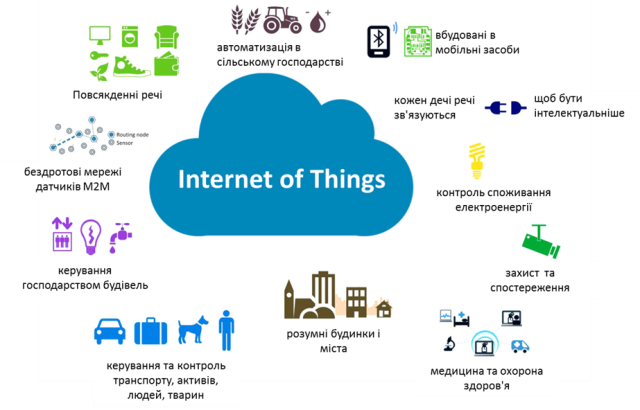 автоматизація в
сільському господарстві
вбудовані в
мобільні засоби
Повсякденні речі
кожен дечі речі
зв'язуються
щоб бути
інтелектуальніше
Routing node
Sensor
бездротові мережі
датчиків M2M
Internet of Things
контроль споживання
електроенергії
керування
господарством будівель
захист та
спостереження
розумні будинки і
міста
керування та контроль
транспорту, активів,
людей, тварин
медицина та охорона
здоров'я